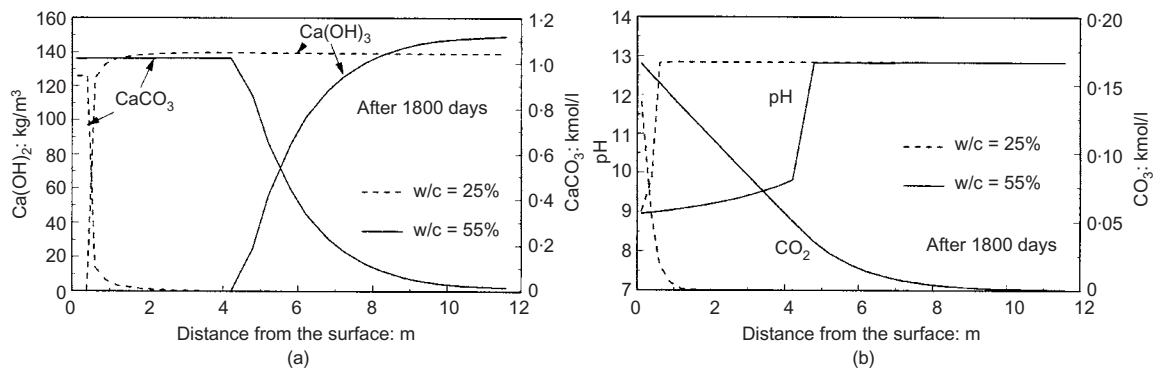 160
140
120
100
80
60
40
20
0
Ca(OH)₂: kg/m³
Ca(OH)₃
CaCO₃
After 1800 days
w/c = 25%
w/c = 55%
1·2
1·0
0·8
0·6
0·4
0·2
0
CaCO₃: kmol/l
0 2 4 6 8 10 12
Distance from the surface: m
(a)
14
13
12
11
10
9
8
7
pH
pH
w/c = 25%
w/c = 55%
CO₂
After 1800 days
0·20
0·15
0·10
0·05
0
CO₃: kmol/l
0 2 4 6 8 10 12
Distance from the surface: m
(b)